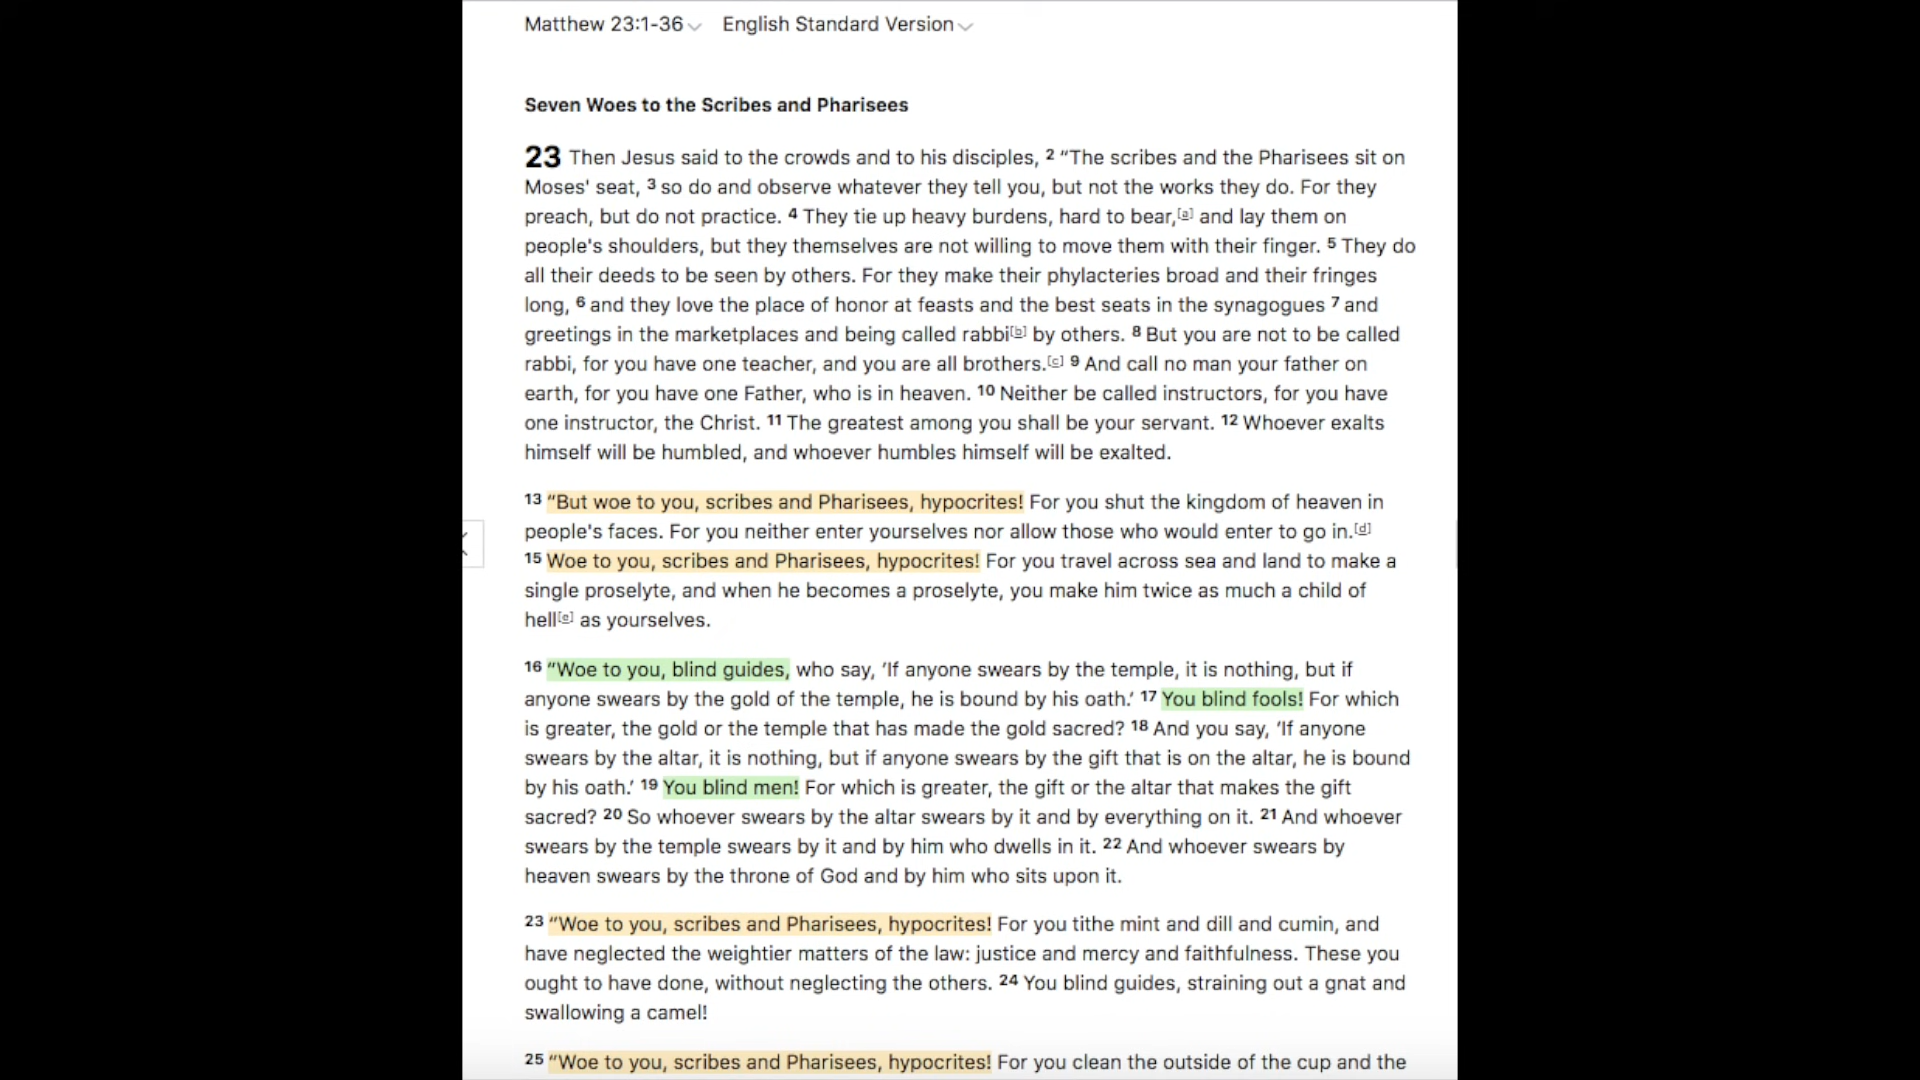 Matthew 23:1-36 English Standard Version
Seven Woes to the Scribes and Pharisees
23 Then Jesus said to the crowds and to his disciples, 2 “The scribes and the Pharisees sit on
Moses' seat, 3 so do and observe whatever they tell you, but not the works they do. For they
preach, but do not practice. 4 They tie up heavy burdens, hard to bear,[a] and lay them on
people's shoulders, but they themselves are not willing to move them with their finger. 5 They do
all their deeds to be seen by others. For they make their phylacteries broad and their fringes
long, 6 and they love the place of honor at feasts and the best seats in the synagogues 7 and
greetings in the marketplaces and being called rabbi[b] by others. 8 But you are not to be called
rabbi, for you have one teacher, and you are all brothers.[c] 9 And call no man your father on
earth, for you have one Father, who is in heaven. 10 Neither be called instructors, for you have
one instructor, the Christ. 11 The greatest among you shall be your servant. 12 Whoever exalts
himself will be humbled, and whoever humbles himself will be exalted.
13 “But woe to you, scribes and Pharisees, hypocrites! For you shut the kingdom of heaven in
people's faces. For you neither enter yourselves nor allow those who would enter to go in.[d]
15 Woe to you, scribes and Pharisees, hypocrites! For you travel across sea and land to make a
single proselyte, and when he becomes a proselyte, you make him twice as much a child of
hell[e] as yourselves.
16 “Woe to you, blind guides, who say, ‘If anyone swears by the temple, it is nothing, but if
anyone swears by the gold of the temple, he is bound by his oath.’ 17 You blind fools! For which
is greater, the gold or the temple that has made the gold sacred? 18 And you say, ‘If anyone
swears by the altar, it is nothing, but if anyone swears by the gift that is on the altar, he is bound
by his oath.’ 19 You blind men! For which is greater, the gift or the altar that makes the gift
sacred? 20 So whoever swears by the altar swears by it and by everything on it. 21 And whoever
swears by the temple swears by it and by him who dwells in it. 22 And whoever swears by
heaven swears by the throne of God and by him who sits upon it.
23 “Woe to you, scribes and Pharisees, hypocrites! For you tithe mint and dill and cumin, and
have neglected the weightier matters of the law: justice and mercy and faithfulness. These you
ought to have done, without neglecting the others. 24 You blind guides, straining out a gnat and
swallowing a camel!
25 “Woe to you, scribes and Pharisees, hypocrites! For you clean the outside of the cup and the